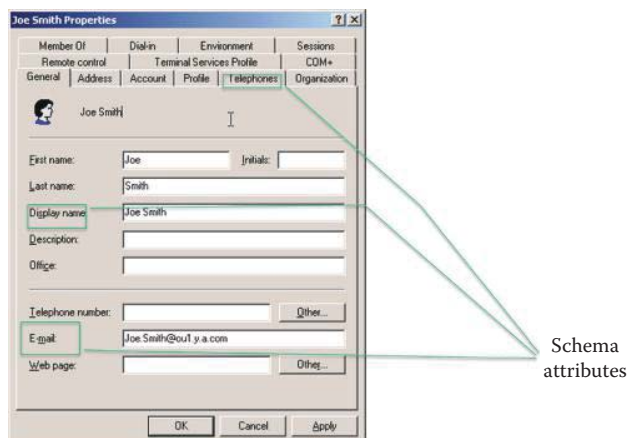 Joe Smith Properties
Member Of Dial-in Environment Sessions
Remote control Terminal Services Profile COM+
General Address Account Profile Telephones Organization
Joe Smith
First name: Joe Initials:
Last name: Smith
Display name: Joe Smith
Description:
Office:
Telephone number: Other...
E-mail: Joe.Smith@ou1.y.a.com
Web page: Other...
OK Cancel Apply
Schema
attributes